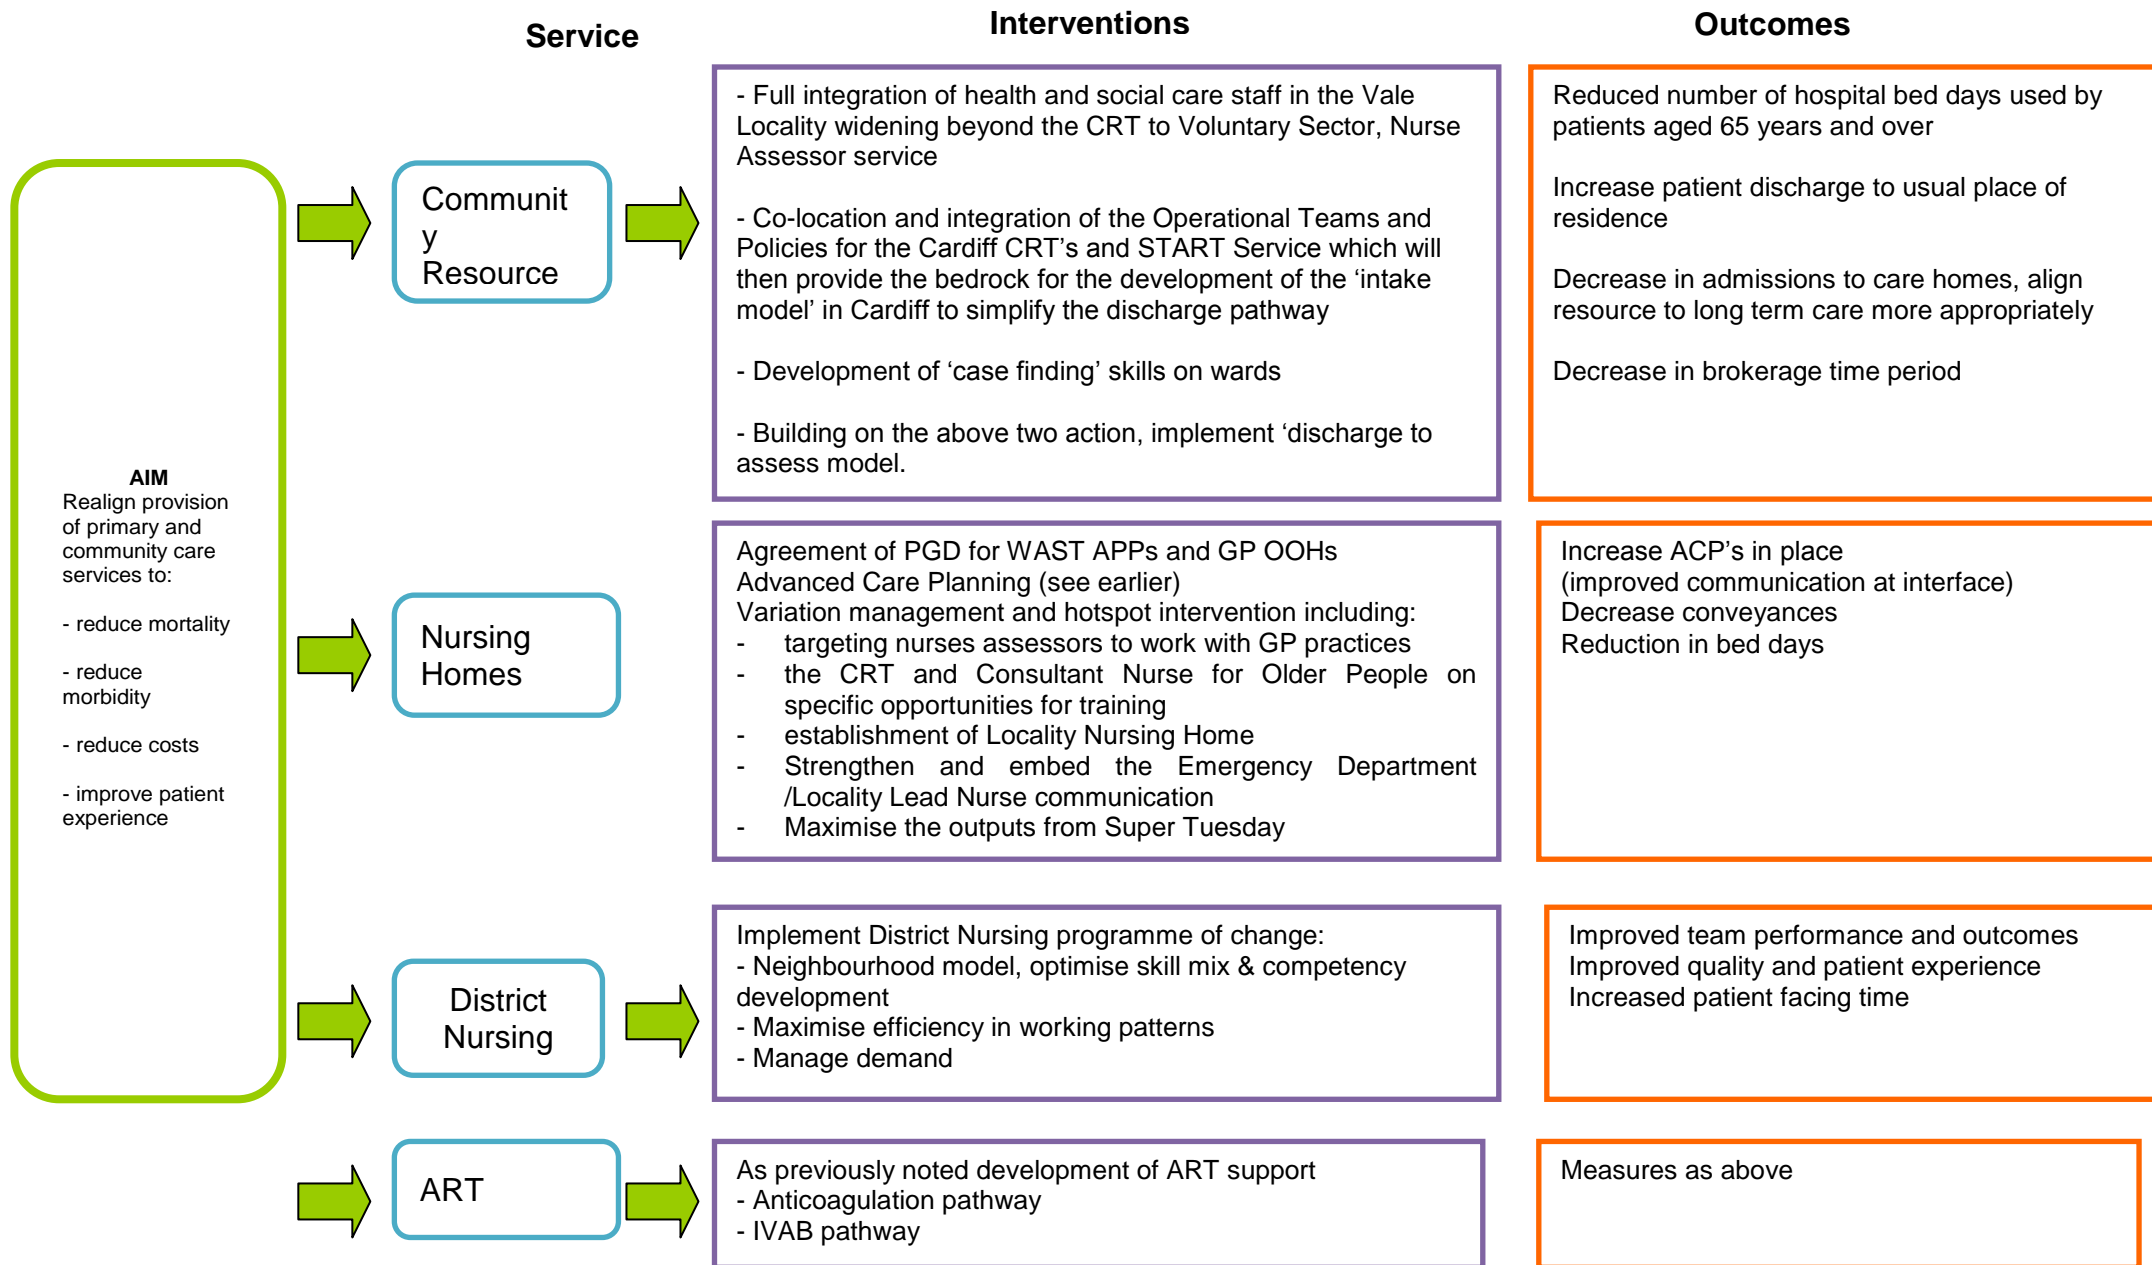 Service
Interventions
Outcomes
AIM
Realign provision
of primary and
community care
services to:
- reduce mortality
- reduce
morbidity
- reduce costs
- improve patient
experience
Communit
y
Resource
- Full integration of health and social care staff in the Vale
Locality widening beyond the CRT to Voluntary Sector, Nurse
Assessor service
- Co-location and integration of the Operational Teams and
Policies for the Cardiff CRT’s and START Service which will
then provide the bedrock for the development of the ‘intake
model’ in Cardiff to simplify the discharge pathway
- Development of ‘case finding’ skills on wards
- Building on the above two action, implement ‘discharge to
assess model.
Reduced number of hospital bed days used by
patients aged 65 years and over
Increase patient discharge to usual place of
residence
Decrease in admissions to care homes, align
resource to long term care more appropriately
Decrease in brokerage time period
Nursing
Homes
Agreement of PGD for WAST APPs and GP OOHs
Advanced Care Planning (see earlier)
Variation management and hotspot intervention including:
- targeting nurses assessors to work with GP practices
- the CRT and Consultant Nurse for Older People on
specific opportunities for training
- establishment of Locality Nursing Home
- Strengthen and embed the Emergency Department
/Locality Lead Nurse communication
- Maximise the outputs from Super Tuesday
Increase ACP’s in place
(improved communication at interface)
Decrease conveyances
Reduction in bed days
District
Nursing
Implement District Nursing programme of change:
- Neighbourhood model, optimise skill mix & competency
development
- Maximise efficiency in working patterns
- Manage demand
Improved team performance and outcomes
Improved quality and patient experience
Increased patient facing time
ART
As previously noted development of ART support
- Anticoagulation pathway
- IVAB pathway
Measures as above